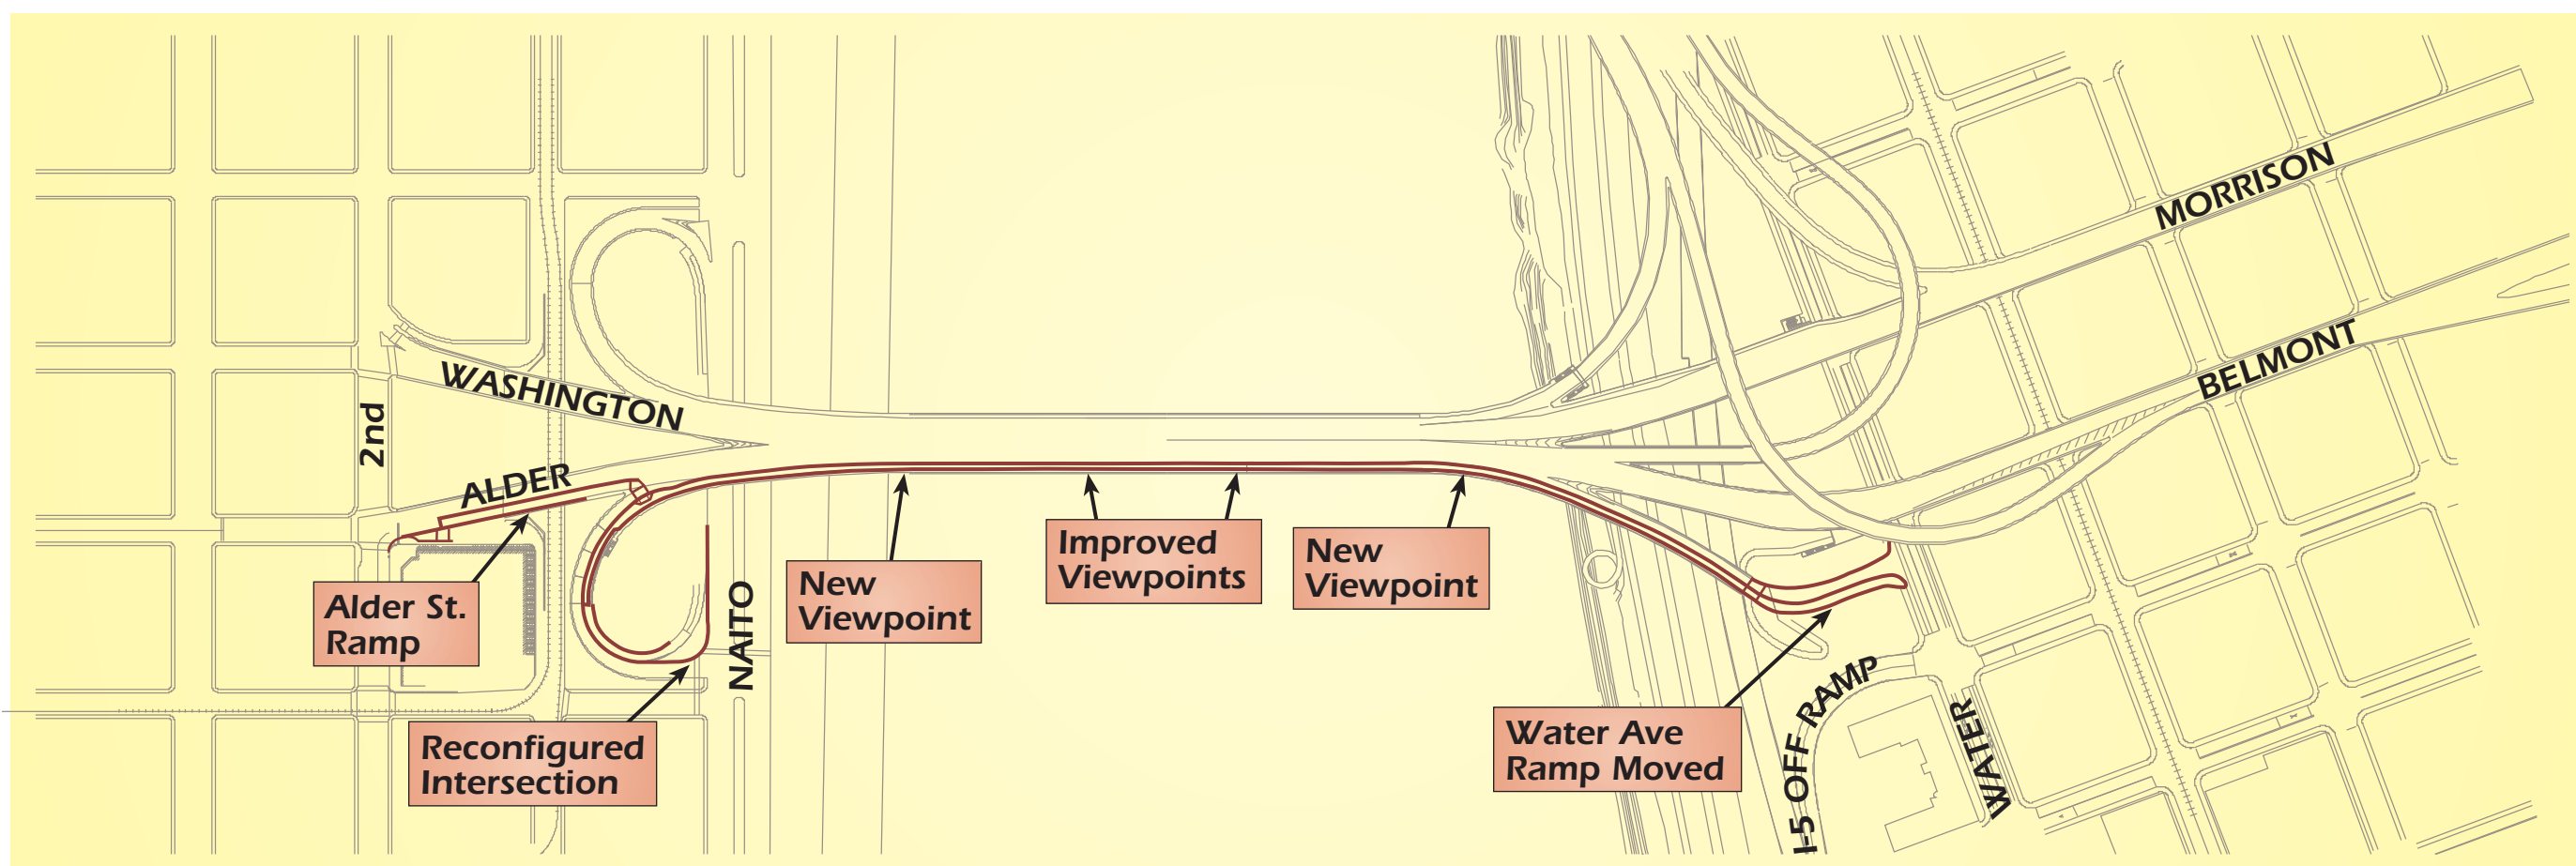 MORRISON
BELMONT
WASHINGTON
2nd
ALDER
Alder St.
Ramp
Reconfigured
Intersection
NAITO
New
Viewpoint
Improved
Viewpoints
New
Viewpoint
Water Ave
Ramp Moved
I-5 OFF RAMP
WATER